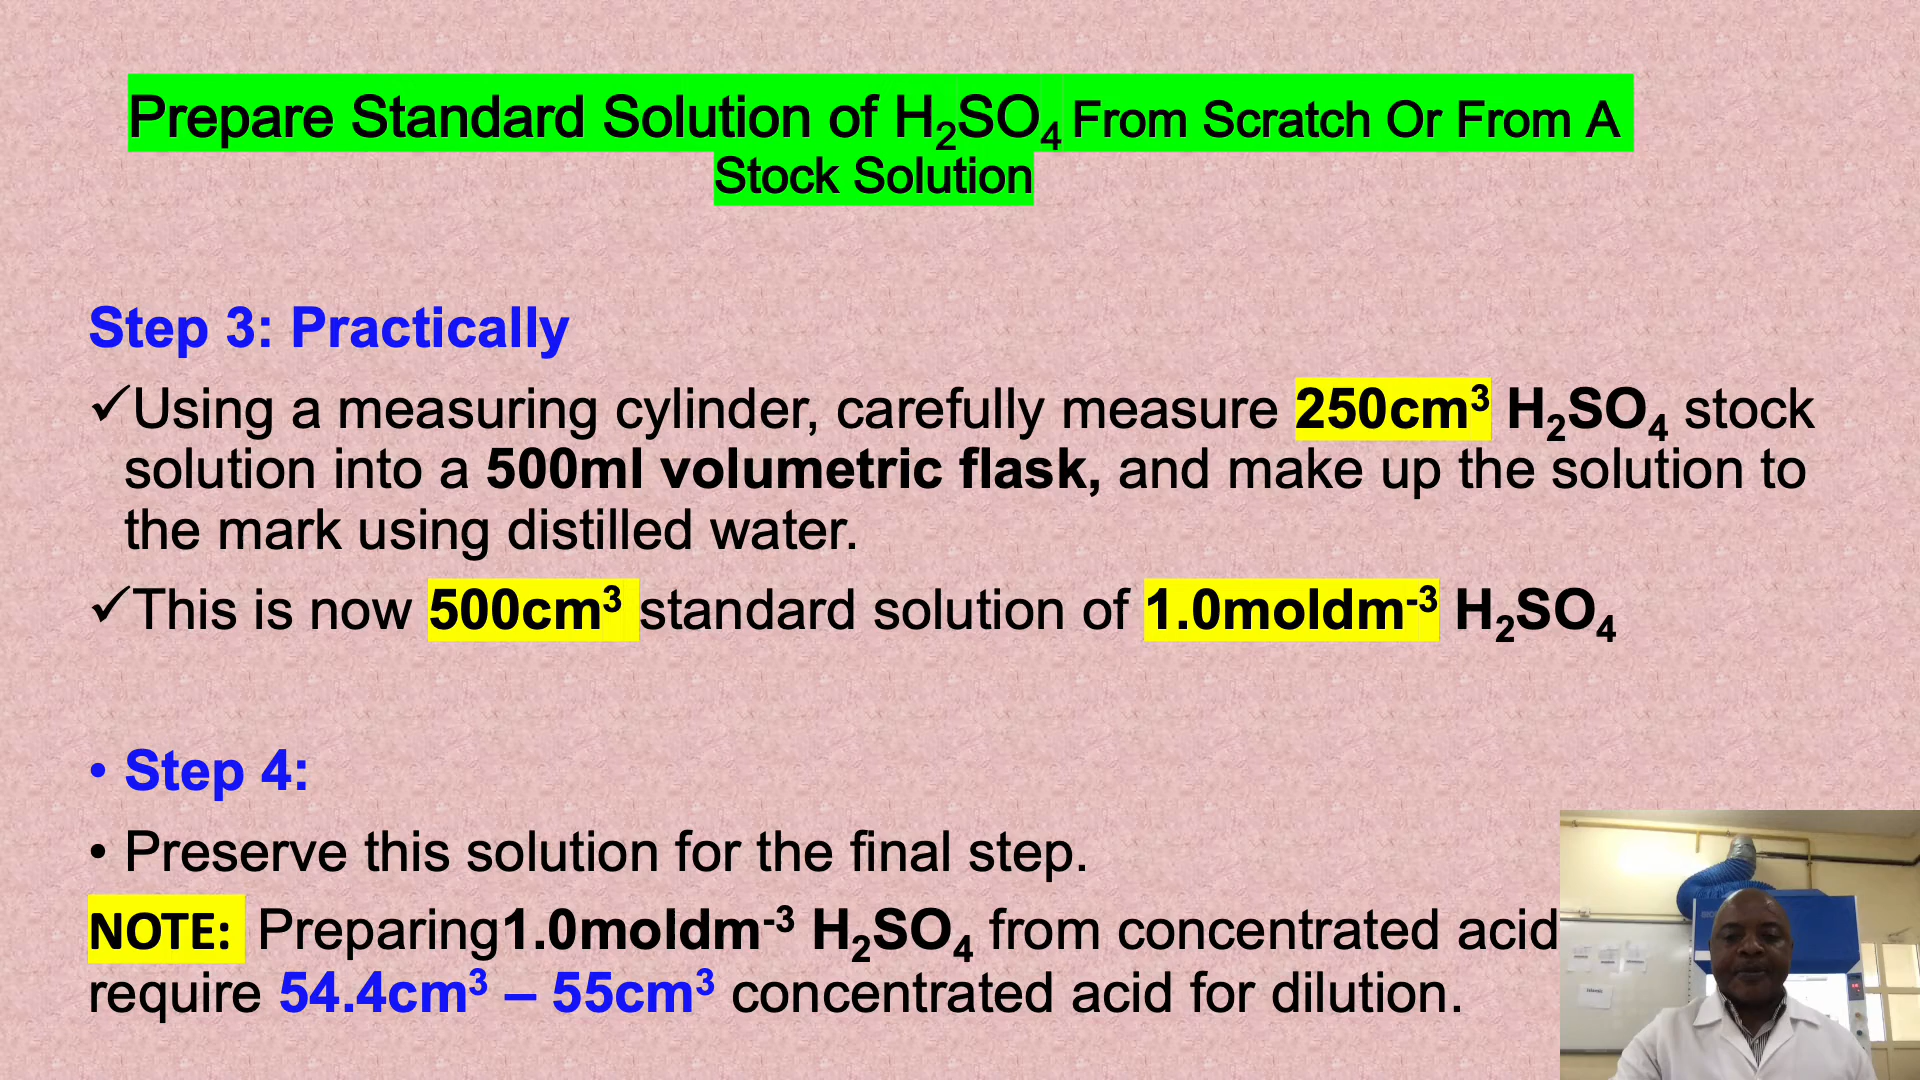 Prepare Standard Solution of H₂SO₄ From Scratch Or From A
Stock Solution
Step 3: Practically
✓Using a measuring cylinder, carefully measure 250cm³ H₂SO₄ stock
solution into a 500ml volumetric flask, and make up the solution to
the mark using distilled water.
✓This is now 500cm³ standard solution of 1.0moldm⁻³ H₂SO₄
• Step 4:
• Preserve this solution for the final step.
NOTE: Preparing1.0moldm⁻³ H₂SO₄ from concentrated acid
require 54.4cm³ – 55cm³ concentrated acid for dilution.